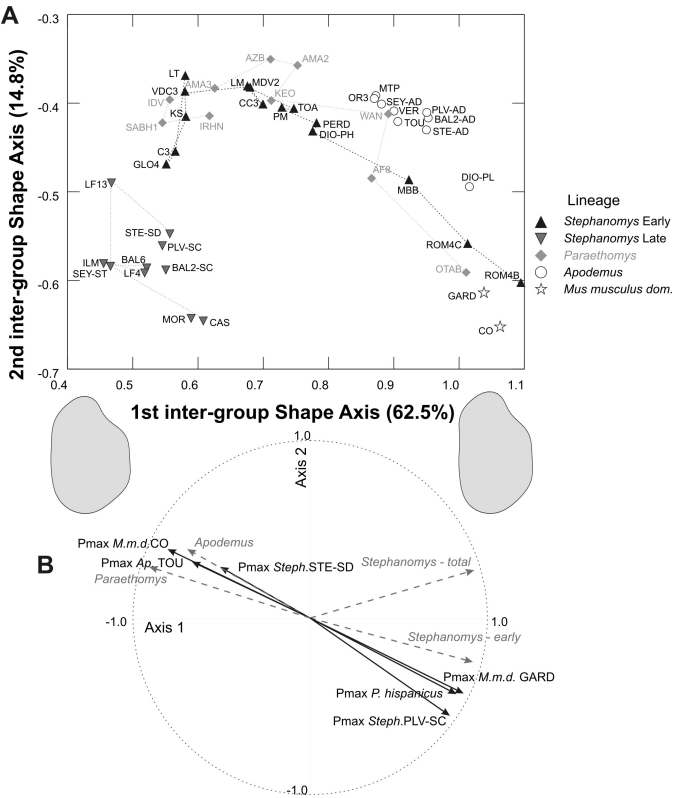 A
-0.3
-0.4
-0.5
-0.6
-0.7
2nd inter-group Shape Axis (14.8%)
AZB
AMA2
LT
AMA3
LM
MDV2
VDC3
IDV
KEO
CC3
TOA
KS
SABH1
IRHN
PM
PERD
DIO-PH
C3
GLO4
OR3
MTP
SEY-AD
WAN
VER
TOU
PLV-AD
BAL2-AD
STE-AD
AF8
MBB
DIO-PL
LF13
STE-SD
PLV-SC
ILM
SEY-ST
BAL6
LF4
BAL2-SC
MOR
CAS
ROM4C
OTAB
ROM4B
GARD
CO
Lineage
Stephanomys Early
Stephanomys Late
Paraethomys
Apodemus
Mus musculus dom.
0.4 0.5 0.6 0.7 0.8 0.9 1.0 1.1
1st inter-group Shape Axis (62.5%)
B
1.0
Axis 2
Pmax M.m.d.CO
Apodemus
Pmax Ap. TOU
Pmax Steph.STE-SD
Stephanomys - total
Paraethomys
-1.0
Axis 1
1.0
Stephanomys - early
Pmax M.m.d. GARD
Pmax P. hispanicus
Pmax Steph.PLV-SC
-1.0